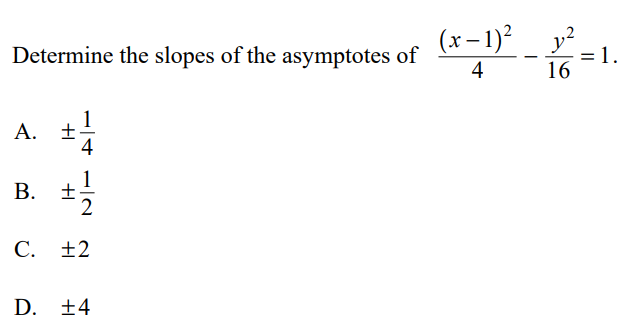 Determine the slopes of the asymptotes of (x−1)²/4 − y²/16 = 1.
A. ±1/4
B. ±1/2
C. ±2
D. ±4